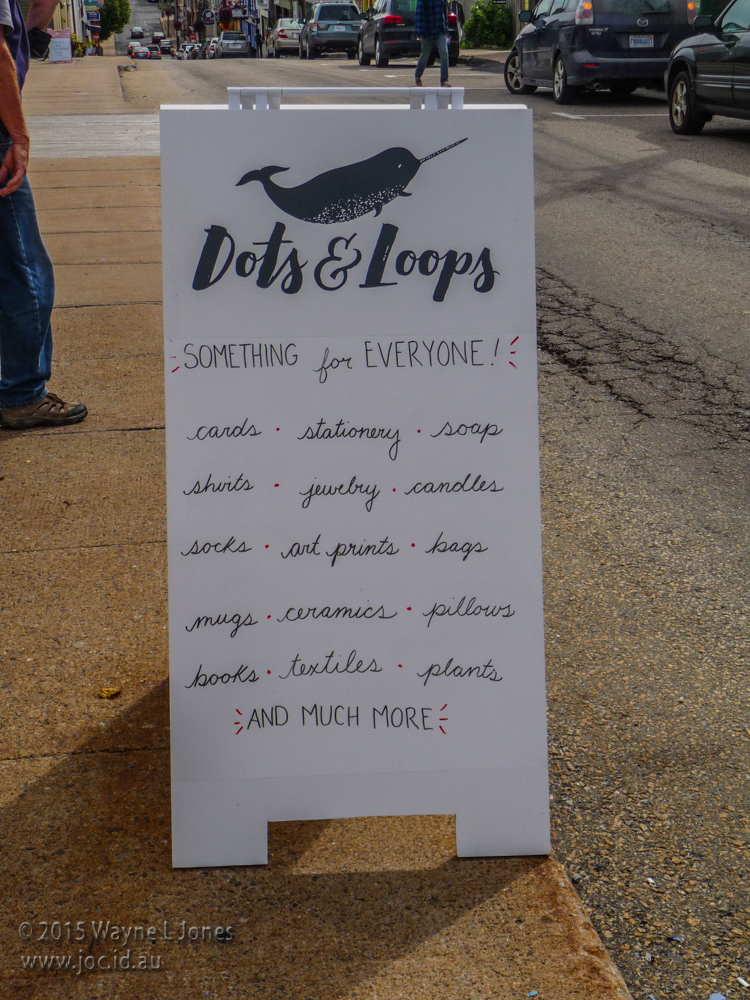 Dots & Loops
SOMETHING for EVERYONE!
cards · stationery · soap
shirts · jewelry · candles
socks · art prints · bags
mugs · ceramics · pillows
books · textiles · plants
AND MUCH MORE
© 2015 Wayne L Jones
www.joc.id.au